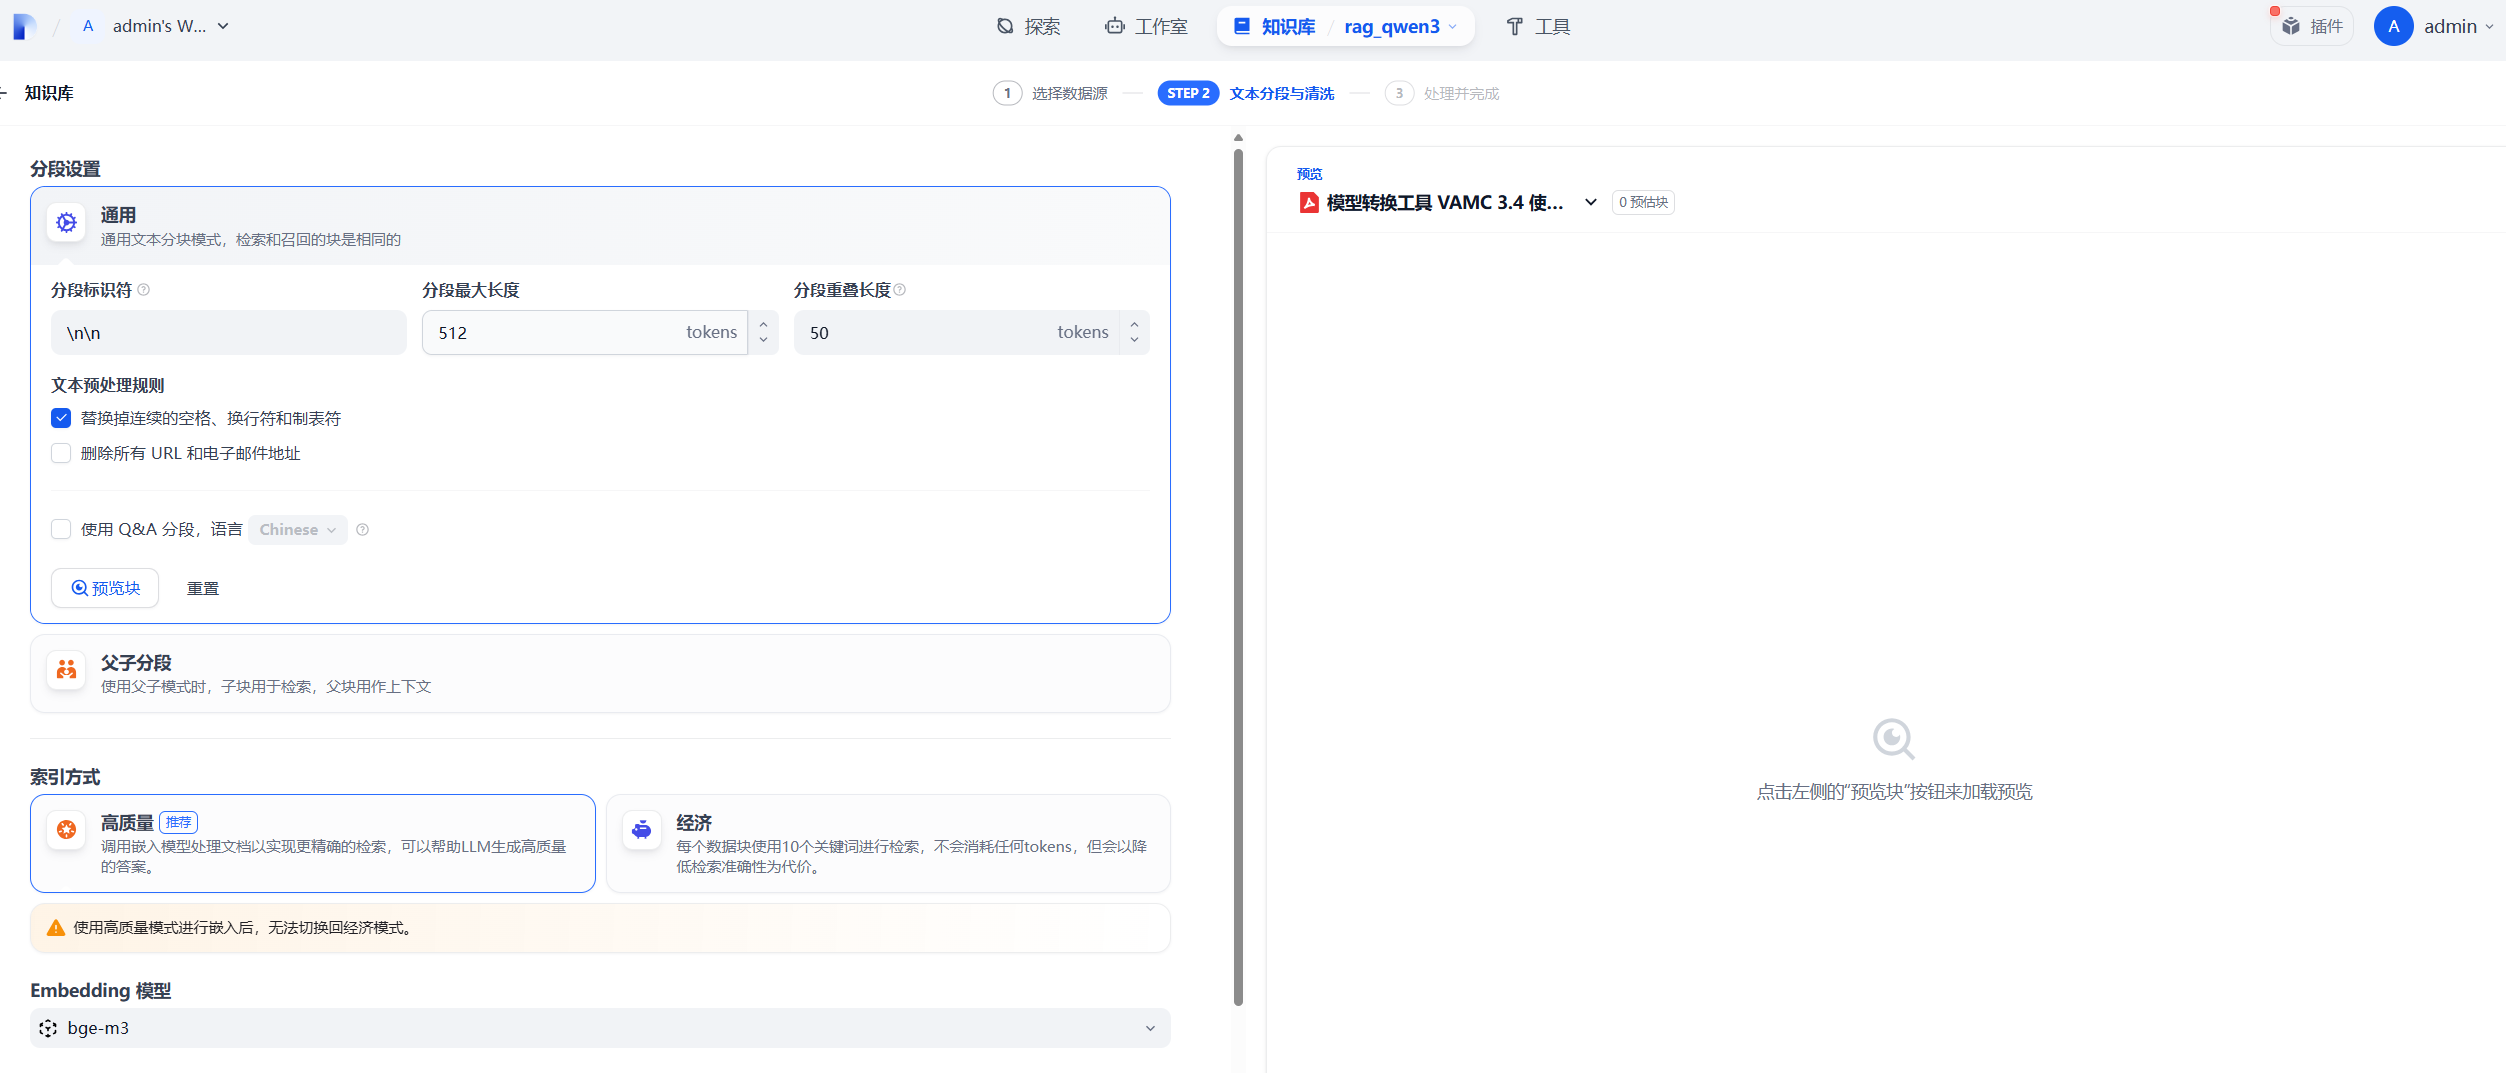 A admin's W...
探索
工作室
知识库 / rag_qwen3
工具
插件
A admin
知识库
1 选择数据源
STEP 2 文本分段与清洗
3 处理并完成
分段设置
通用
通用文本分块模式，检索和召回的块是相同的
分段标识符
分段最大长度
分段重叠长度
\n\n
512 tokens
50 tokens
文本预处理规则
替换掉连续的空格、换行符和制表符
删除所有 URL 和电子邮件地址
使用 Q&A 分段，语言 Chinese
预览块
重置
父子分段
使用父子模式时，子块用于检索，父块用作上下文
索引方式
高质量 推荐
调用嵌入模型处理文档以实现更精确的检索，可以帮助LLM生成高质量
的答案。
经济
每个数据块使用10个关键词进行检索，不会消耗任何tokens，但会以降
低检索准确性为代价。
使用高质量模式进行嵌入后，无法切换回经济模式。
Embedding 模型
bge-m3
预览
模型转换工具 VAMC 3.4 使...
0 预估块
点击左侧的“预览块”按钮来加载预览